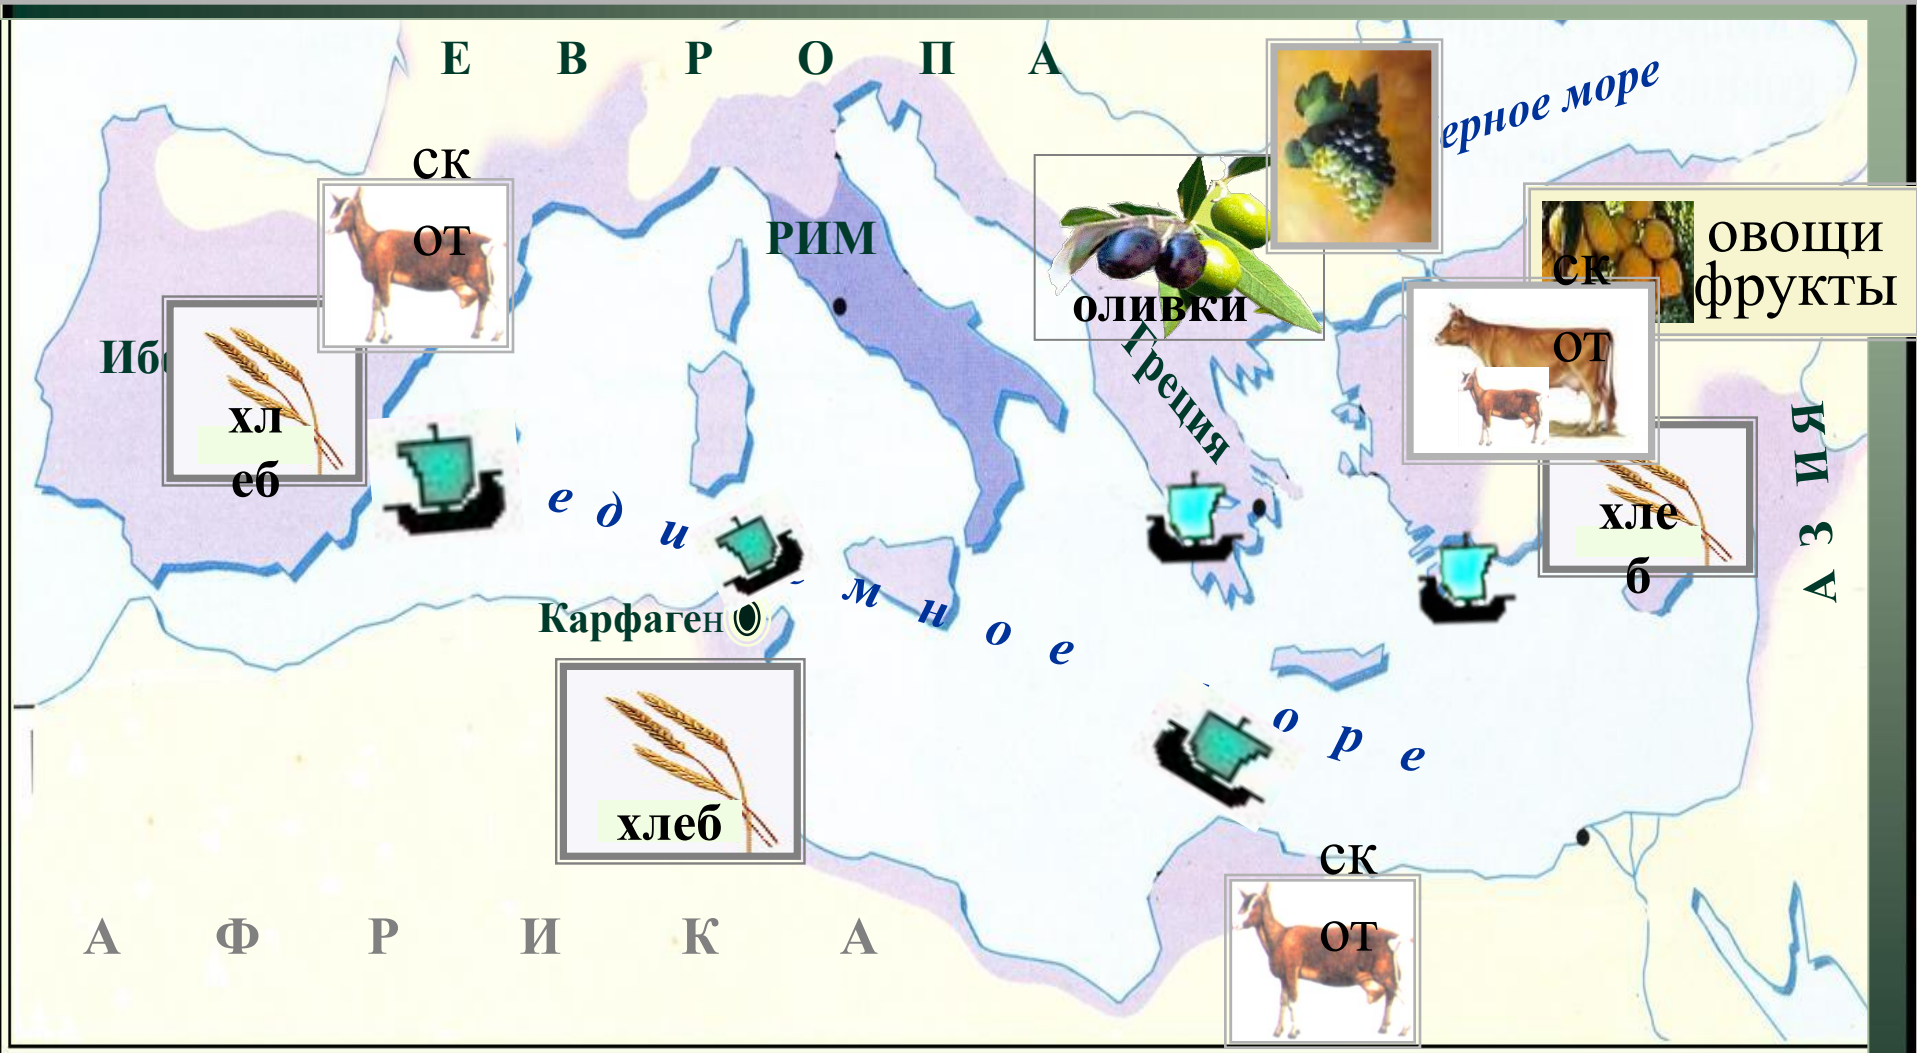 Е В Р О П А
ерное море
ск
от
РИМ
овощи
фрукты
ск
от
оливки
Греция
Иб
хл
еб
А З И Я
хле
б
е д и
м н о е
Карфаген
о р е
хлеб
ск
от
А Ф Р И К А